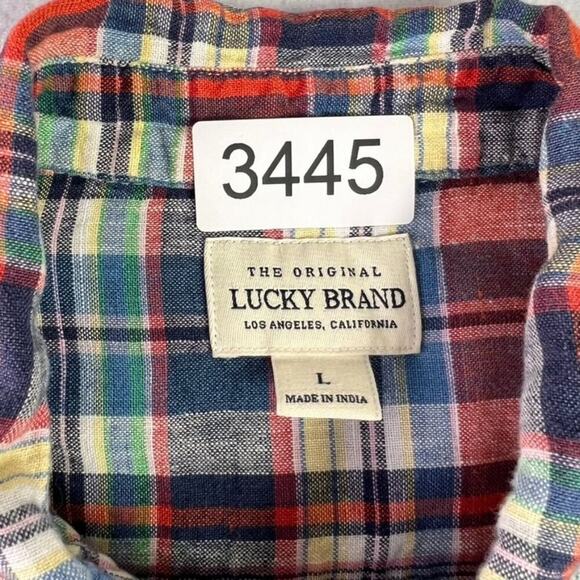 3445
THE ORIGINAL
LUCKY BRAND
LOS ANGELES, CALIFORNIA
L
MADE IN INDIA